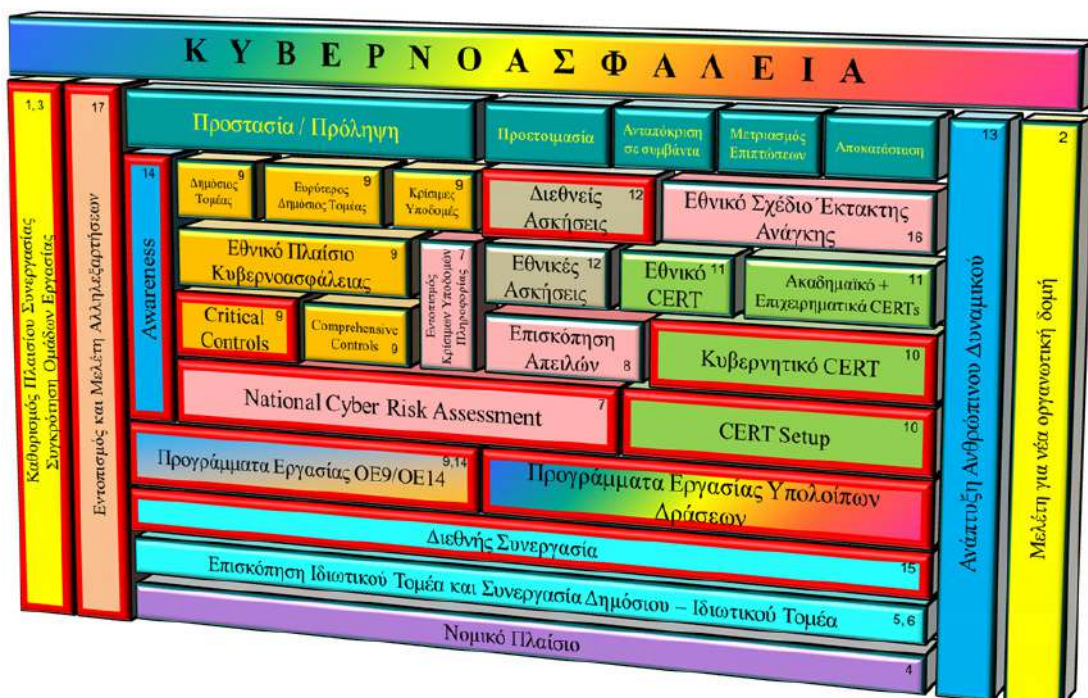 ΚΥΒΕΡΝΟΑΣΦΑΛΕΙΑ
1, 3
Καθορισμός Πλαισίου Συνεργασίας
Συγκρότηση Ομάδων Εργασίας
17
Εντοπισμός και Μελέτη Αλληλεξαρτήσεων
Προστασία / Πρόληψη
Προετοιμασία
Ανταπόκριση
σε συμβάντα
Μετριασμός
Επιπτώσεων
Αποκατάσταση
13
Ανάπτυξη Ανθρώπινου Δυναμικού
2
Μελέτη για νέα οργανωτική δομή
14
Awareness
9
Δημόσιος
Τομέας
9
Ευρύτερος
Δημόσιος Τομέας
9
Κρίσιμες
Υποδομές
Διεθνείς
Ασκήσεις
12
Εθνικό Σχέδιο Έκτακτης
Ανάγκης
16
Εθνικό Πλαίσιο
Κυβερνοασφάλειας
9
7
Εντοπισμός
Κρίσιμων Υποδομών
Πληροφορίας
Εθνικές
Ασκήσεις
12
Εθνικό
CERT
11
Ακαδημαϊκό +
Επιχειρηματικά CERTs
11
Critical
Controls
9
Comprehensive
Controls
9
Επισκόπηση
Απειλών
8
Κυβερνητικό CERT
10
National Cyber Risk Assessment
7
CERT Setup
10
Προγράμματα Εργασίας ΟΕ9/ΟΕ14
9,14
Προγράμματα Εργασίας Υπολοίπων
Δράσεων
Διεθνής Συνεργασία
15
Επισκόπηση Ιδιωτικού Τομέα και Συνεργασία Δημόσιου – Ιδιωτικού Τομέα
5, 6
Νομικό Πλαίσιο
4